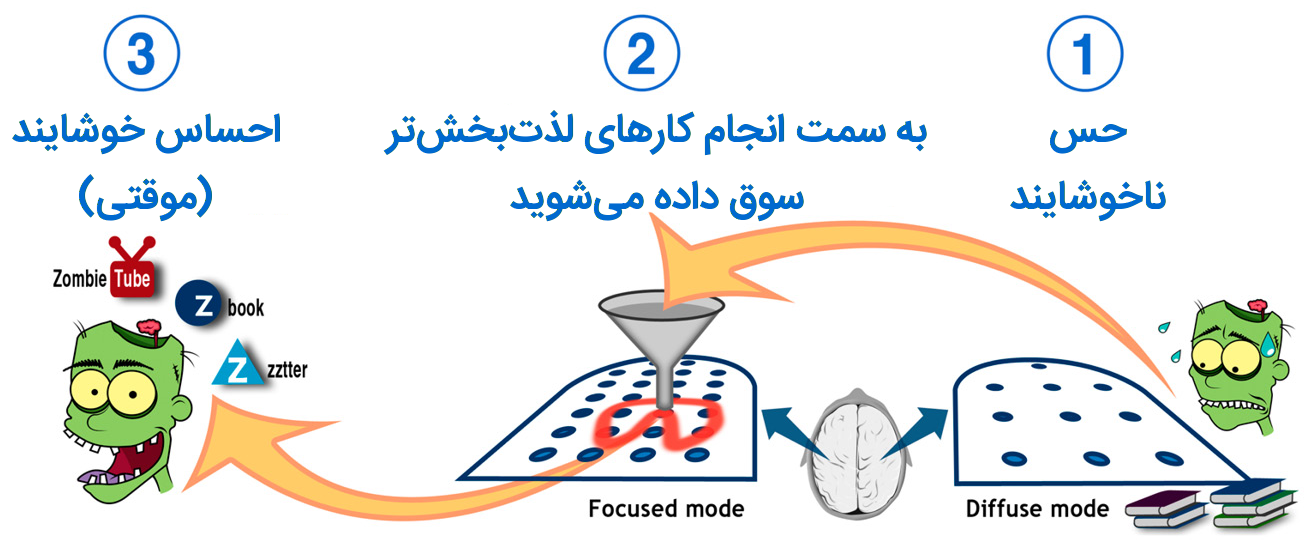 1
حس
ناخوشایند
2
به سمت انجام کارهای لذت‌بخش‌تر
سوق داده می‌شوید
3
احساس خوشایند
(موقتی)
Zombie Tube
Z book
Z zztter
Focused mode
Diffuse mode